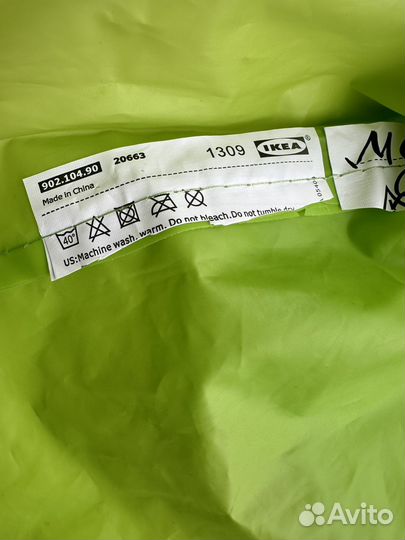 902.104.90 20663 1309 IKEA
Made in China
40°
US:Machine wash, warm. Do not bleach.Do not tumble dry.
Avito